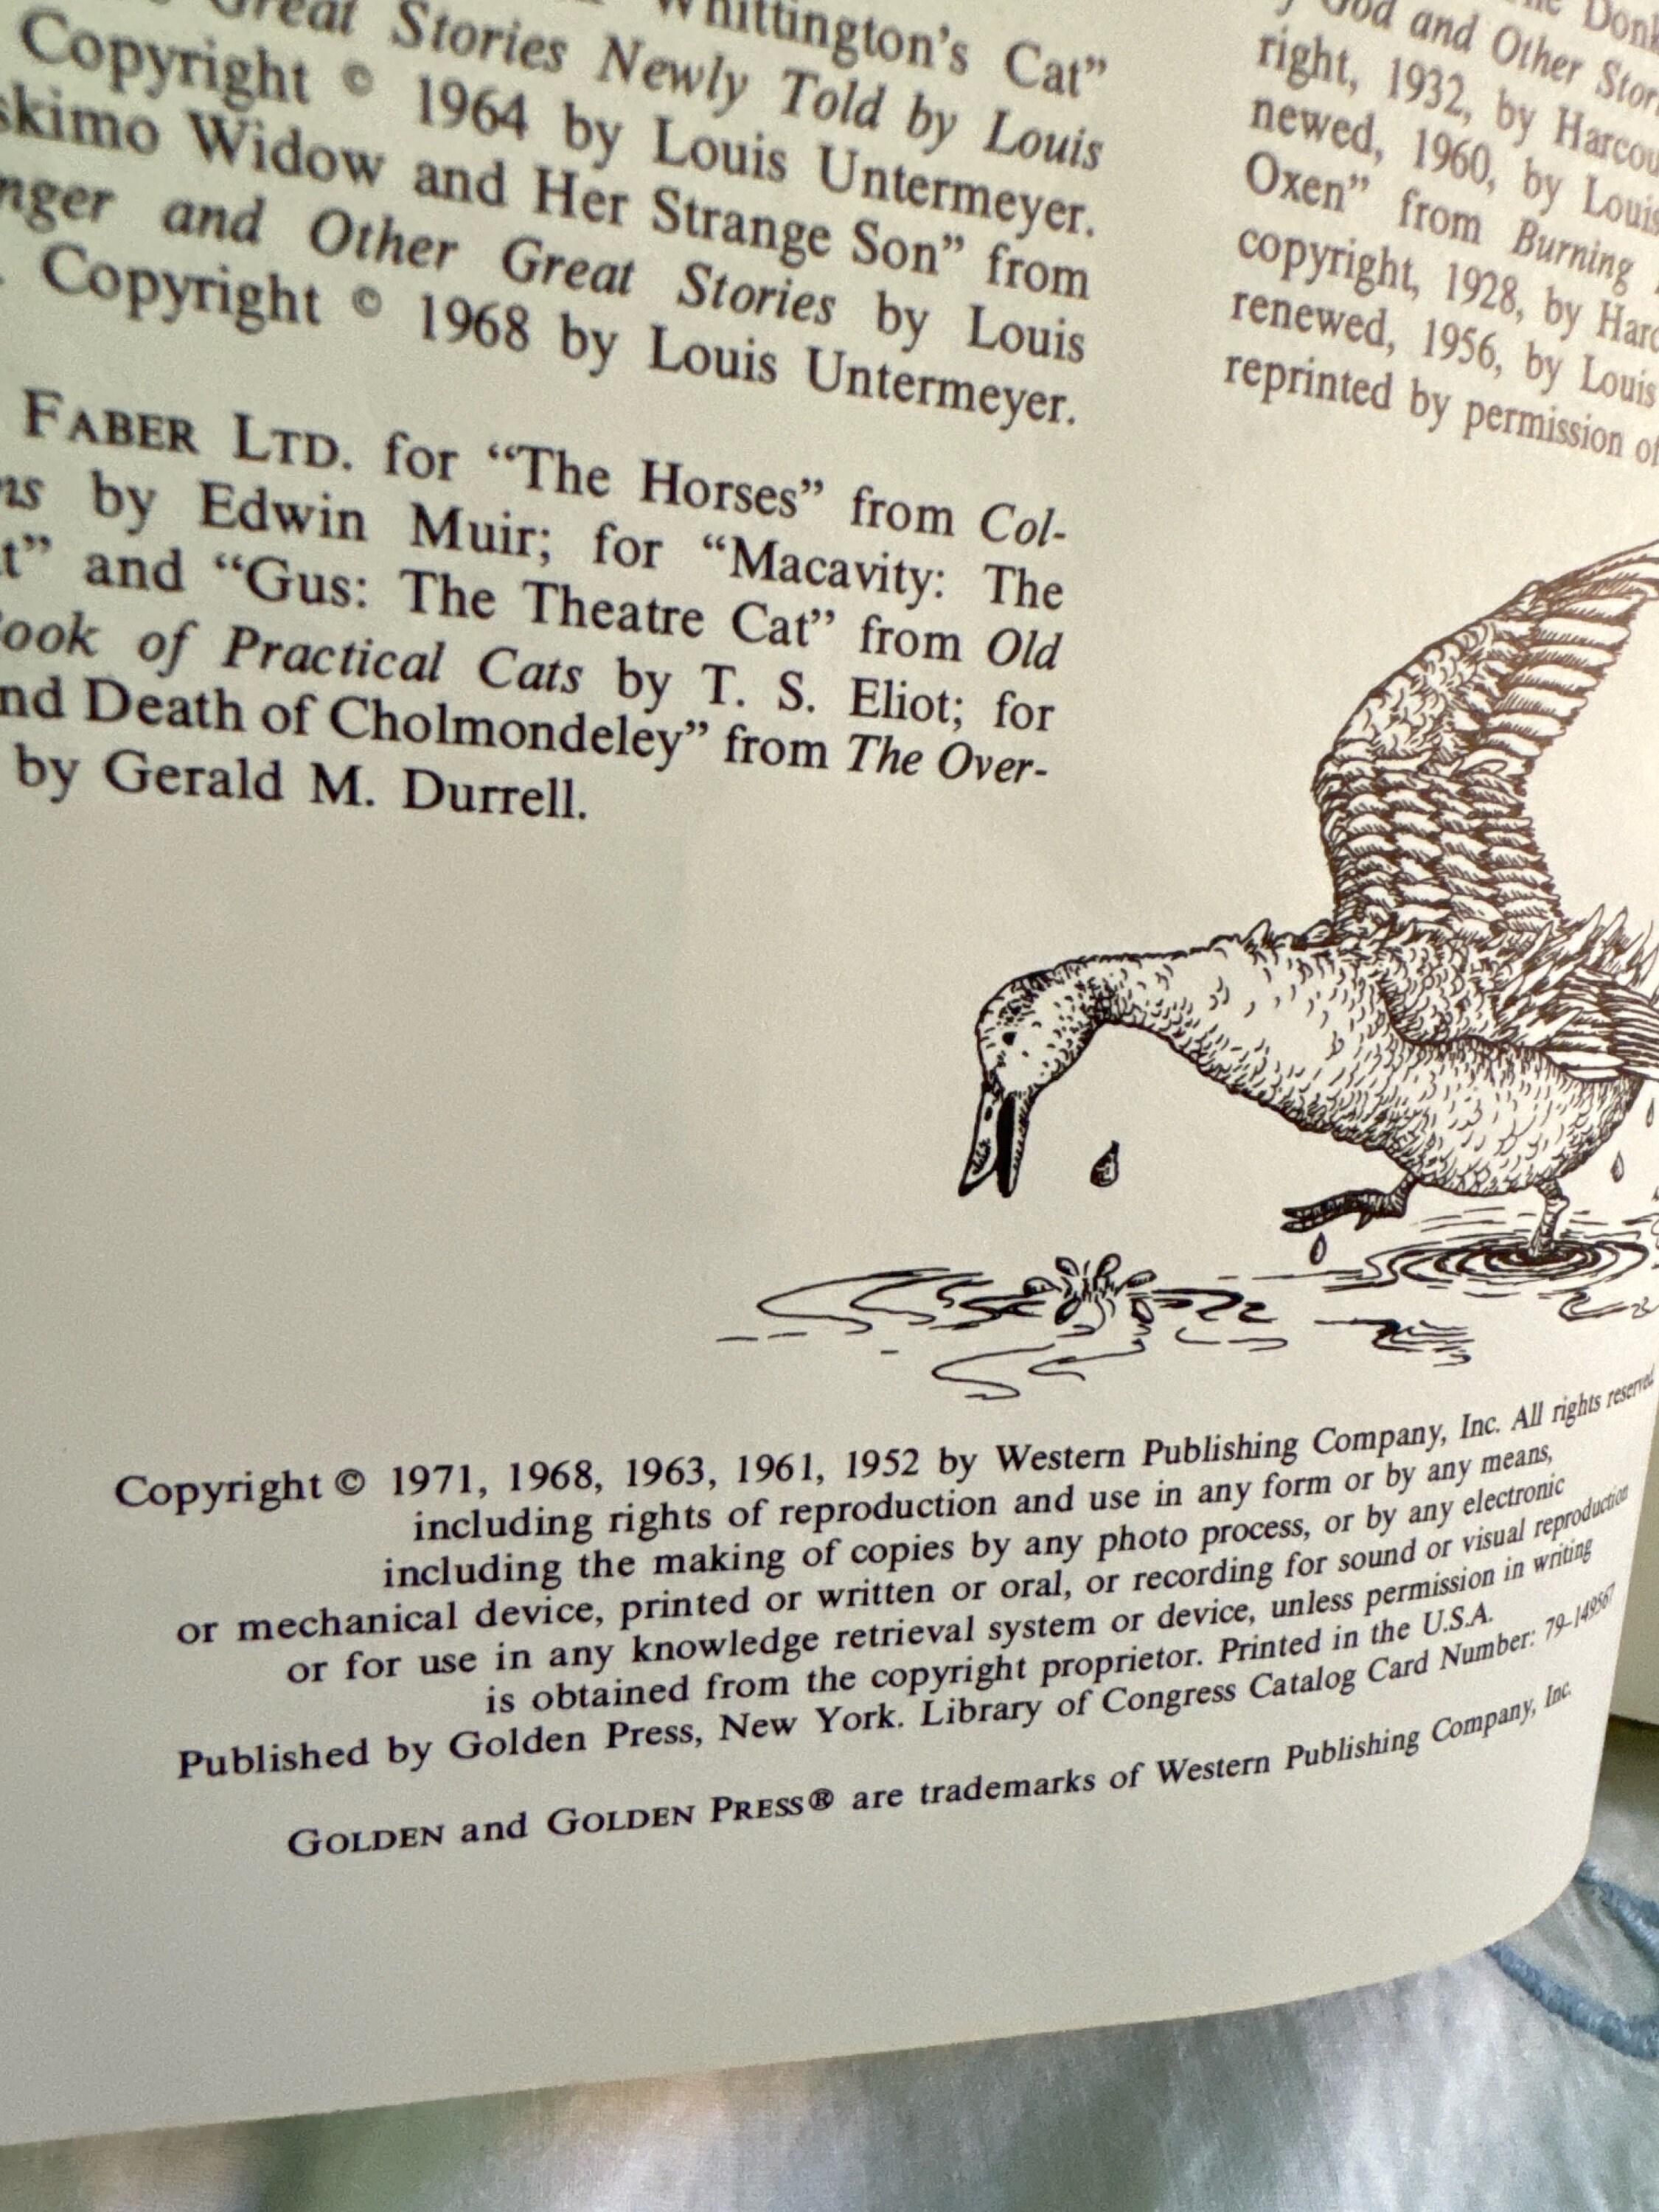 Great Stories Newly Told by Louis
Whittington's Cat”
Copyright © 1964 by Louis Untermeyer.
Widow and Her Strange Son” from
and Other Great Stories by Louis
Copyright © 1968 by Louis Untermeyer.
FABER LTD. for “The Horses” from Col-
by Edwin Muir; for “Macavity: The
and “Gus: The Theatre Cat” from Old
of Practical Cats by T. S. Eliot; for
Death of Cholmondeley” from The Over-
by Gerald M. Durrell.
God and Other
right, 1932, by
newed, 1960, by Louis
Oxen” from Burning
copyright, 1928, by
renewed, 1956, by Louis
reprinted by permission of
Copyright © 1971, 1968, 1963, 1961, 1952 by Western Publishing Company, Inc. All rights reserved
including rights of reproduction and use in any form or by any means,
including the making of copies by any photo process, or by any electronic
or mechanical device, printed or written or oral, or recording for sound or visual reproduction
or for use in any knowledge retrieval system or device, unless permission in writing
is obtained from the copyright proprietor. Printed in the U.S.A.
Published by Golden Press, New York. Library of Congress Catalog Card Number: 79-149567
GOLDEN and GOLDEN PRESS® are trademarks of Western Publishing Company, Inc.